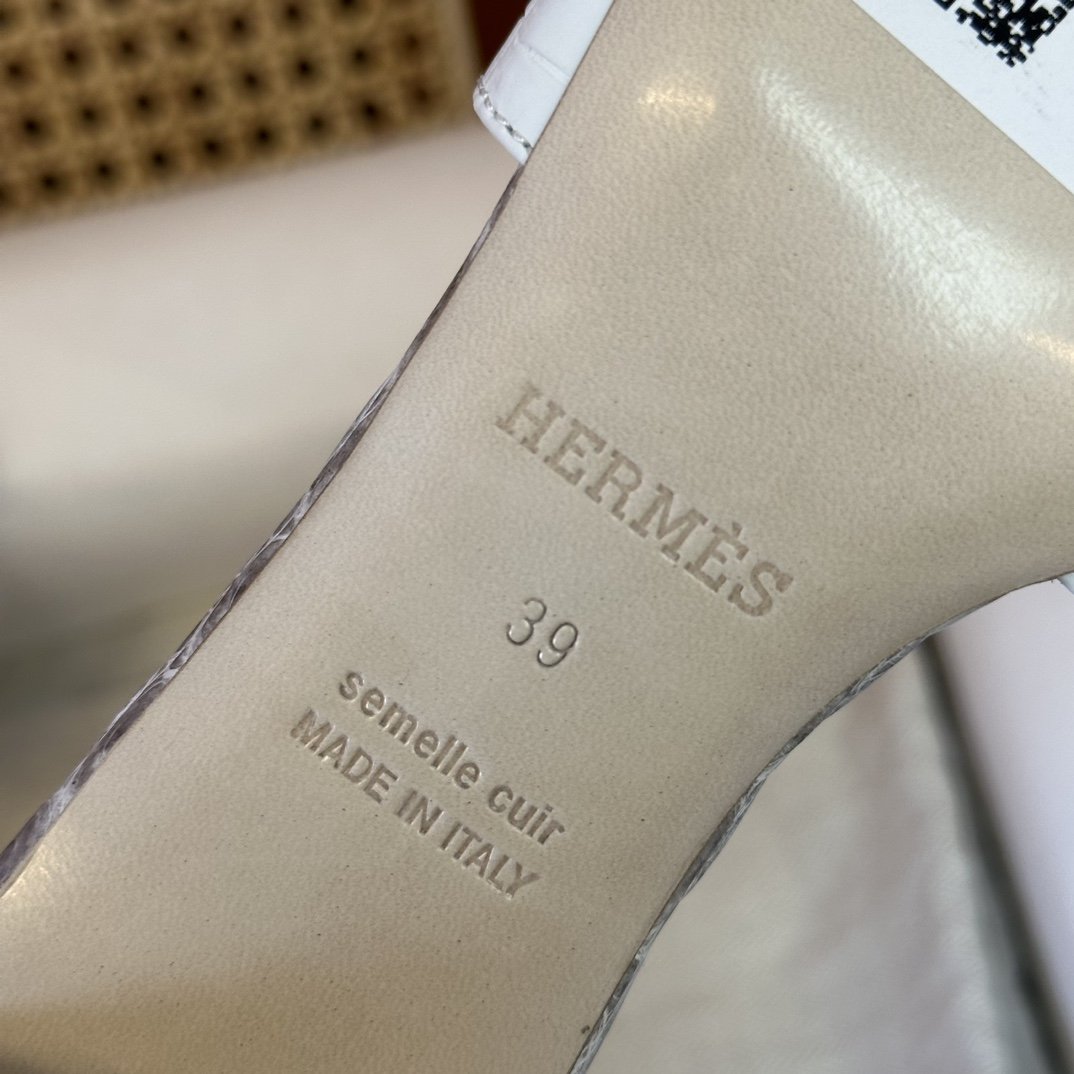 HERMÈS
39
semelle cuir
MADE IN ITALY